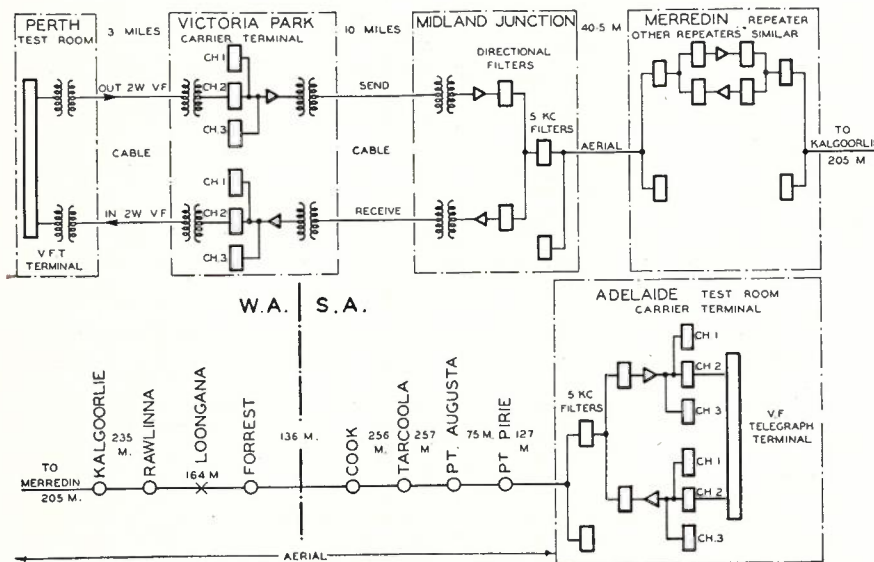 PERTH
TEST ROOM
3 MILES
VICTORIA PARK
CARRIER TERMINAL
10 MILES
MIDLAND JUNCTION
40·5 M
MERREDIN REPEATER
OTHER REPEATERS SIMILAR
CH 1
DIRECTIONAL
FILTERS
OUT 2W VF
CH 2
SEND
CH.3
5 KC
FILTERS
TO
KALGOORLIE
205 M
CABLE
CABLE
AERIAL
CH 1
IN 2W VF
CH 2
RECEIVE
CH.3
V.F.T
TERMINAL
W.A. S.A.
ADELAIDE TEST ROOM
CARRIER TERMINAL
CH 1
CH 2
5 KC
FILTERS
CH 3
V.F
TELEGRAPH
TERMINAL
CH 1
CH 2
CH.3
KALGOORLIE
235
M.
RAWLINNA
LOONGANA
164 M
FORREST
136 M.
COOK
256
M.
TARCOOLA
257
M
PT. AUGUSTA
75 M.
PT PIRIE
127
M
TO
MERREDIN
205 M.
AERIAL